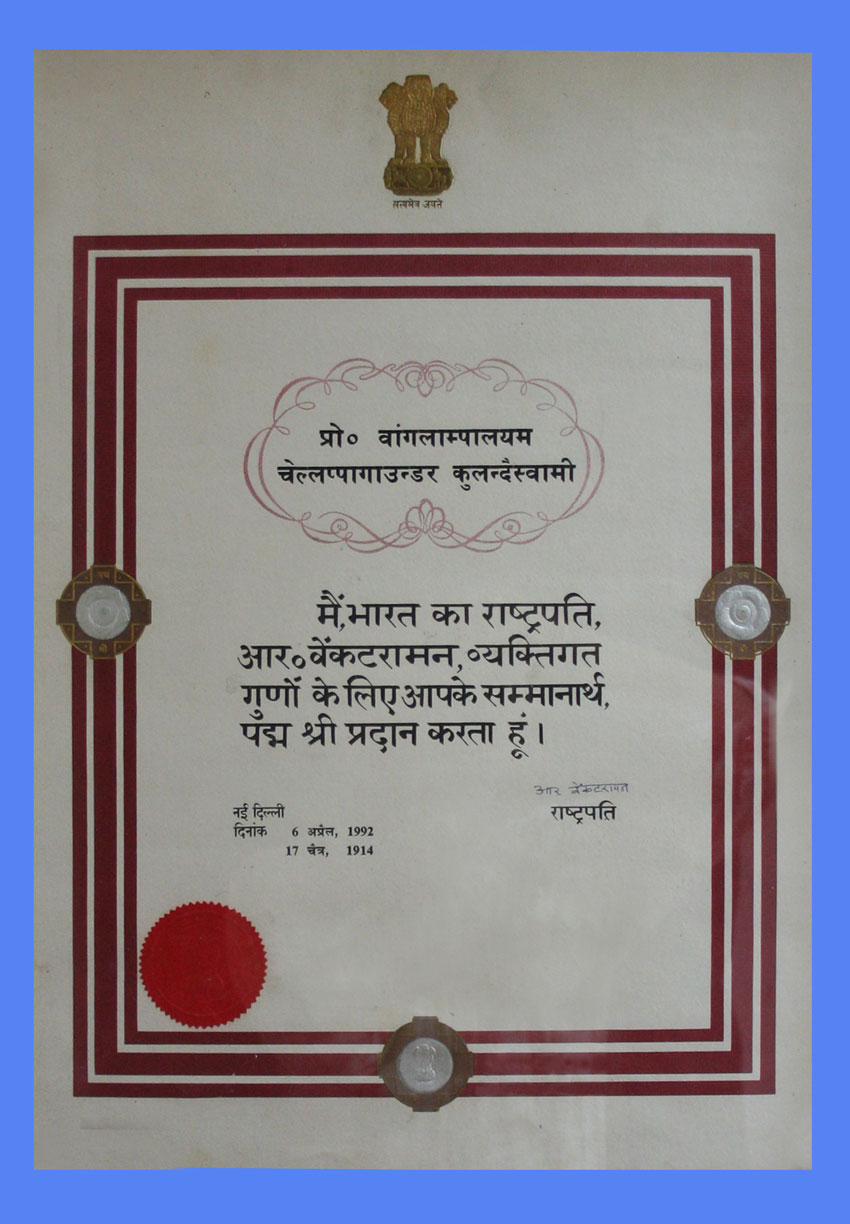 सत्यमेव जयते
प्रो० वांगलाम्पालयम
चेल्लप्पागाउन्डर कुलन्दैस्वामी
मैं, भारत का राष्ट्रपति,
आर० वेंकटरामन, व्यक्तिगत
गुणों के लिए आपके सम्मानार्थ,
पद्म श्री प्रदान करता हूं।
आर वेंकटरामन
राष्ट्रपति
नई दिल्ली
दिनांक 6 अप्रैल, 1992
17 चैत्र, 1914